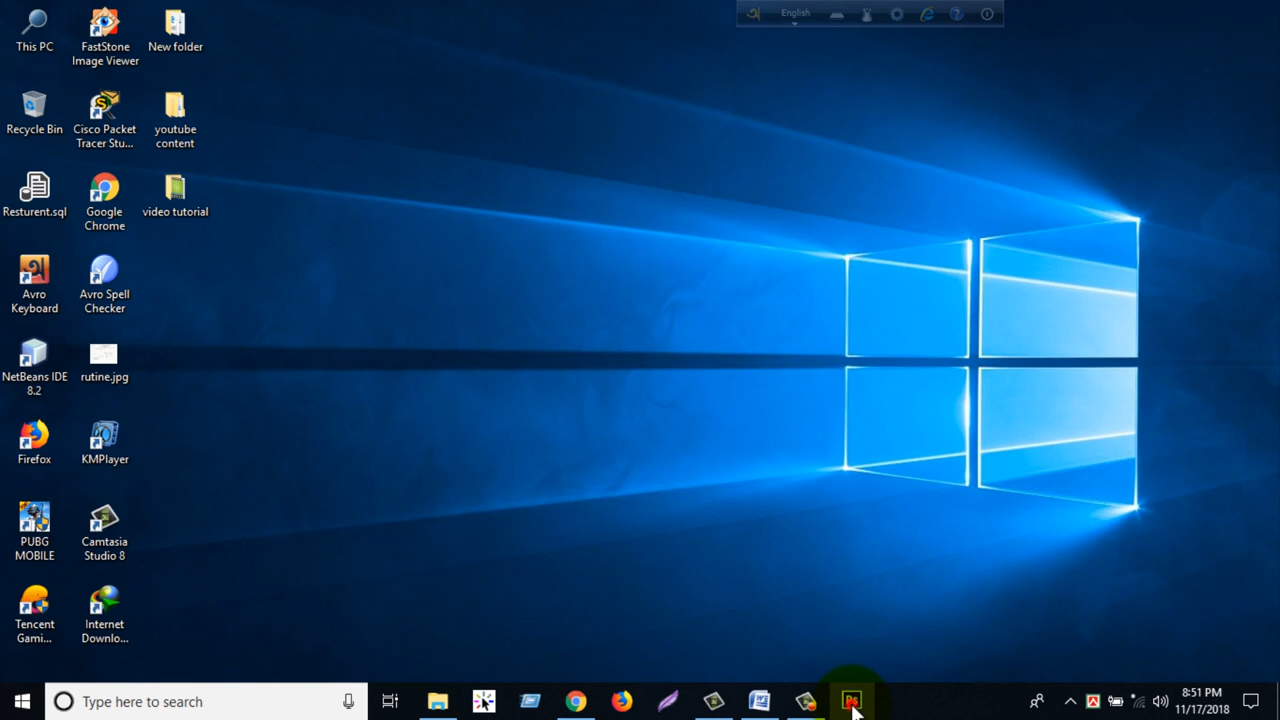 English
This PC
FastStone
Image Viewer
New folder
Recycle Bin
Cisco Packet
Tracer Stu...
youtube
content
Resturent.sql
Google
Chrome
video tutorial
Avro
Keyboard
Avro Spell
Checker
NetBeans IDE
8.2
rutine.jpg
Firefox
KMPlayer
PUBG
MOBILE
Camtasia
Studio 8
Tencent
Gami...
Internet
Downlo...
Type here to search
8:51 PM
11/17/2018